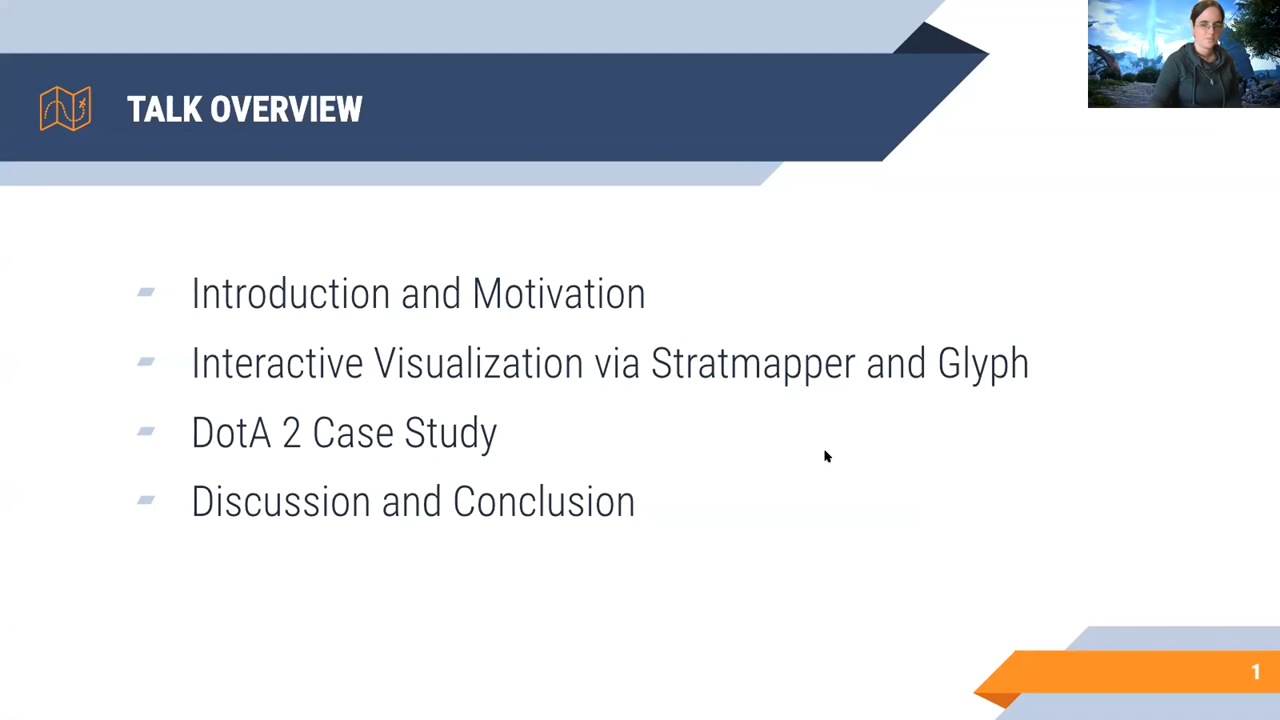 TALK OVERVIEW
Introduction and Motivation
Interactive Visualization via Stratmapper and Glyph
DotA 2 Case Study
Discussion and Conclusion
1